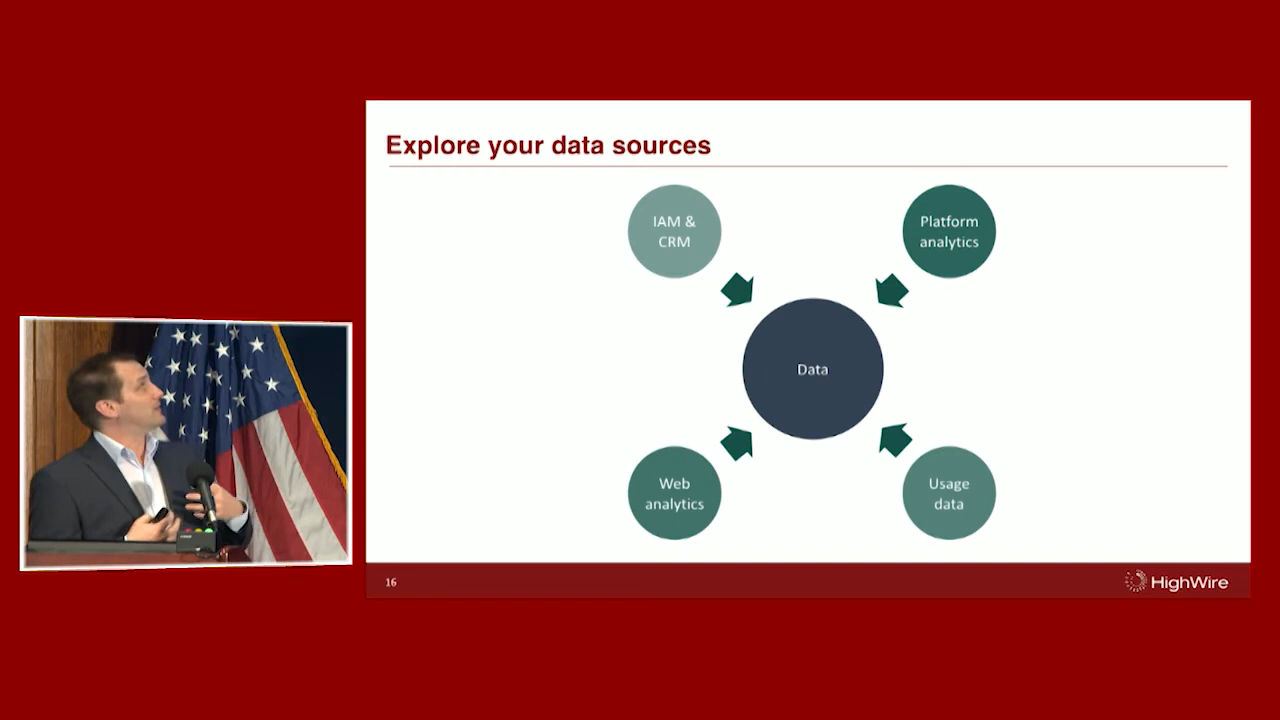 Explore your data sources
IAM &
CRM
Platform
analytics
Data
Web
analytics
Usage
data
16
HighWire